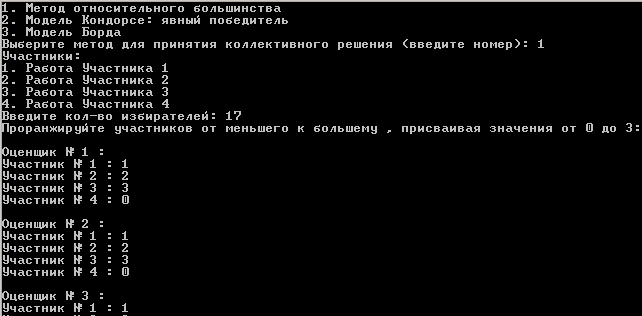 1. Метод относительного большинства
2. Модель Кондорсе: явный победитель
3. Модель Борда
Выберите метод для принятия коллективного решения (введите номер): 1
Участники:
1. Работа Участника 1
2. Работа Участника 2
3. Работа Участника 3
4. Работа Участника 4
Введите кол-во избирателей: 17
Проранжируйте участников от меньшего к большему , присваивая значения от 0 до 3:
Оценщик № 1 :
Участник № 1 : 1
Участник № 2 : 2
Участник № 3 : 3
Участник № 4 : 0
Оценщик № 2 :
Участник № 1 : 1
Участник № 2 : 2
Участник № 3 : 3
Участник № 4 : 0
Оценщик № 3 :
Участник № 1 : 1